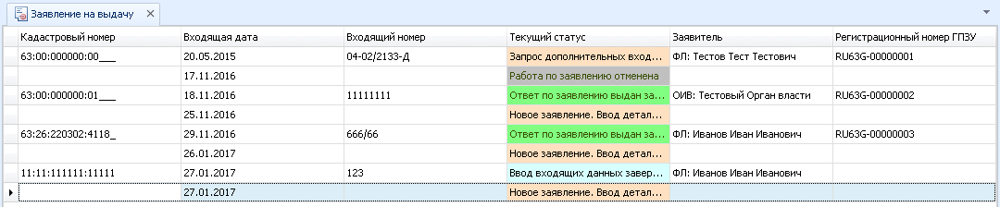 Заявление на выдачу
Кадастровый номер Входящая дата Входящий номер Текущий статус Заявитель Регистрационный номер ГПЗУ
63:00:000000:00___ 20.05.2015 04-02/2133-Д Запрос дополнительных вход... ФЛ: Тестов Тест Тестович RU63G-00000001
17.11.2016 Работа по заявлению отменена
63:00:000000:01___ 18.11.2016 11111111 Ответ по заявлению выдан за... ОИВ: Тестовый Орган власти RU63G-00000002
25.11.2016 Новое заявление. Ввод детал...
63:26:220302:4118_ 29.11.2016 666/66 Ответ по заявлению выдан за... ФЛ: Иванов Иван Иванович RU63G-00000003
26.01.2017 Новое заявление. Ввод детал...
11:11:111111:11111 27.01.2017 123 Ввод входящих данных завер... ФЛ: Иванов Иван Иванович
27.01.2017 Новое заявление. Ввод детал...